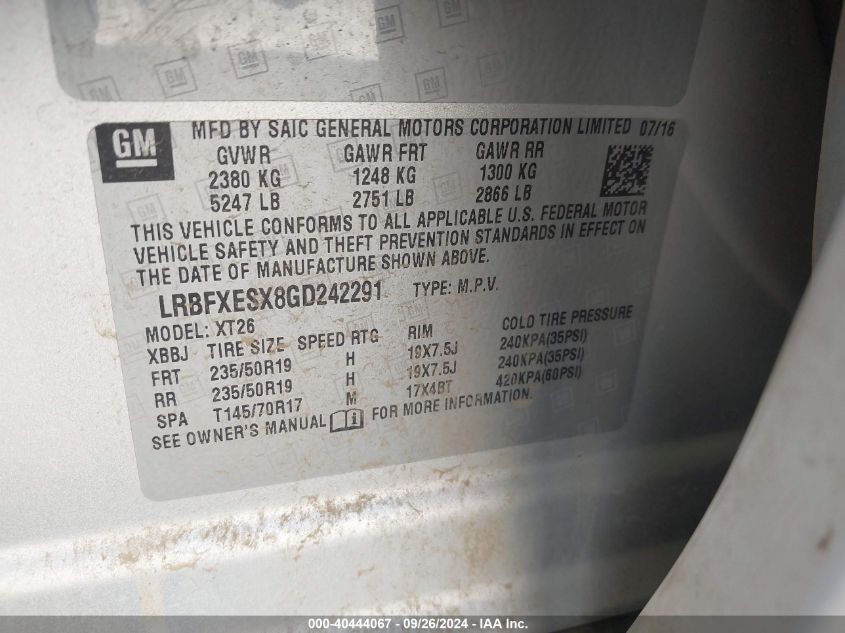 GM
MFD BY SAIC GENERAL MOTORS CORPORATION LIMITED 07/16
GVWR GAWR FRT GAWR RR
2380 KG 1248 KG 1300 KG
5247 LB 2751 LB 2866 LB
THIS VEHICLE CONFORMS TO ALL APPLICABLE U.S. FEDERAL MOTOR
VEHICLE SAFETY AND THEFT PREVENTION STANDARDS IN EFFECT ON
THE DATE OF MANUFACTURE SHOWN ABOVE.
LRBFXESX8GD242291 TYPE: M.P.V.
MODEL: XT26
XBBJ TIRE SIZE SPEED RTG RIM COLD TIRE PRESSURE
FRT 235/50R19 H 19X7.5J 240KPA(35PSI)
RR 235/50R19 H 19X7.5J 240KPA(35PSI)
SPA T145/70R17 M 17X4BT 420KPA(60PSI)
SEE OWNER'S MANUAL FOR MORE INFORMATION.
000-40444067 - 09/26/2024 - IAA Inc.